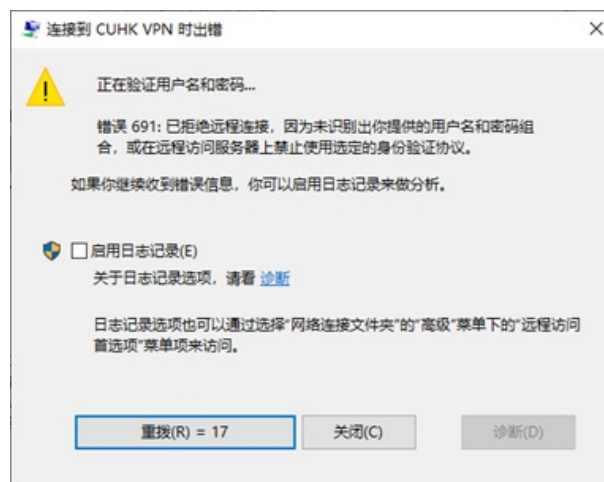 连接到 CUHK VPN 时出错
正在验证用户名和密码...
错误 691: 已拒绝远程连接，因为未识别出你提供的用户名和密码组
合，或在远程访问服务器上禁止使用选定的身份验证协议。
如果你继续收到错误信息，你可以启用日志记录来做分析。
启用日志记录(E)
关于日志记录选项，请看 诊断
日志记录选项也可以通过选择"网络连接文件夹"的"高级"菜单下的"远程访问
首选项"菜单项来访问。
重拨(R) = 17
关闭(C)
诊断(D)